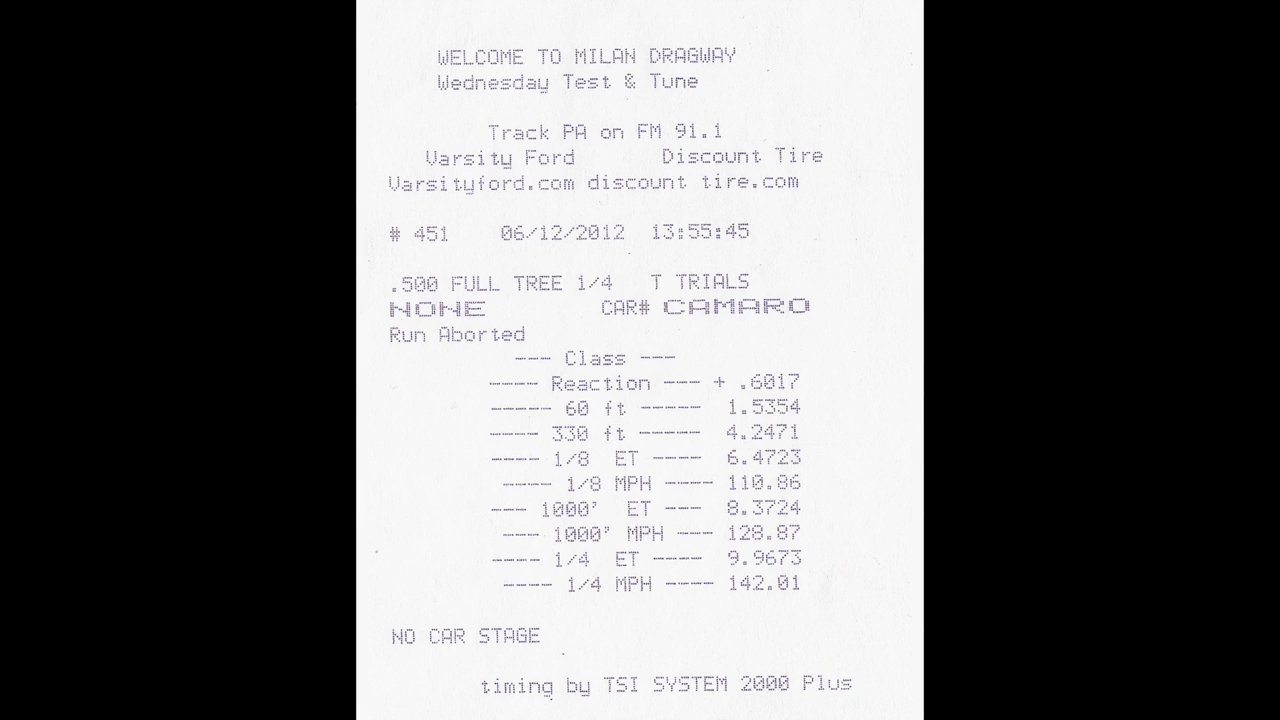 WELCOME TO MILAN DRAGWAY
Wednesday Test & Tune
Track PA on FM 91.1
Varsity Ford Discount Tire
Varsityford.com discount tire.com
# 451 06/12/2012 13:55:45
.500 FULL TREE 1/4 T TRIALS
NONE CAR# CAMARO
Run Aborted
Class
Reaction + .6017
60 ft 1.5354
330 ft 4.2471
1/8 ET 6.4723
1/8 MPH 110.86
1000' ET 8.3724
1000' MPH 128.87
1/4 ET 9.9673
1/4 MPH 142.01
NO CAR STAGE
timing by TSI SYSTEM 2000 Plus